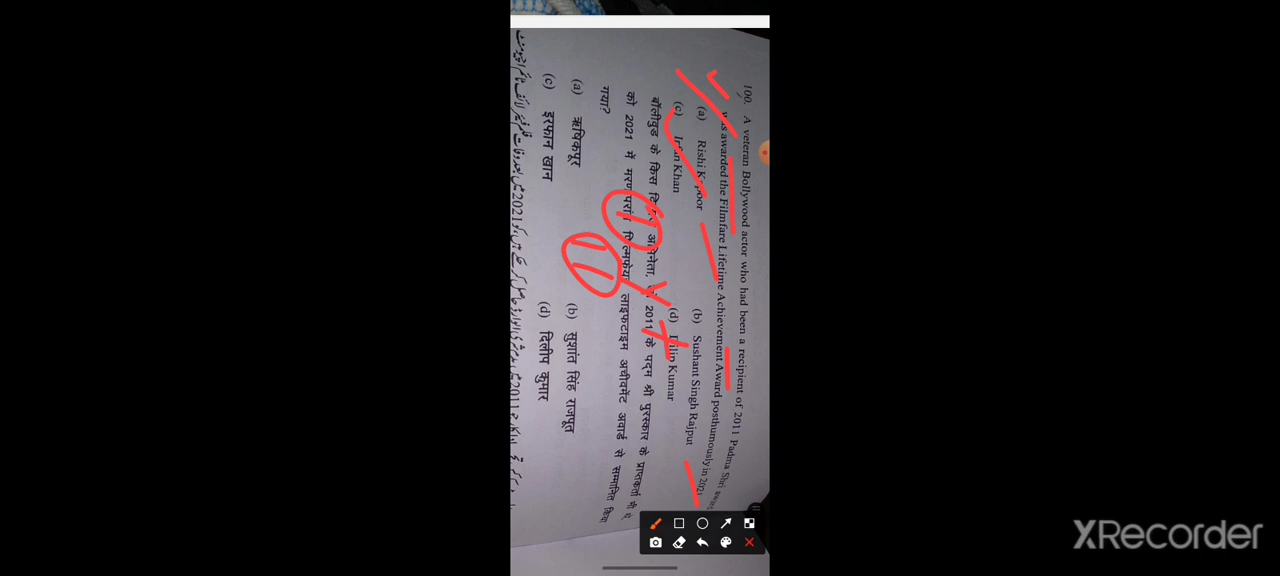 100. A veteran Bollywood actor who had been a recipient of 2011 Padma Shri award
was awarded the Filmfare Lifetime Achievement Award posthumously in 2021
(a) Rishi Kapoor (b) Sushant Singh Rajput
(c) Irfan Khan (d) Dilip Kumar
बॉलीवुड के किस अभिनेता, 2011 के पदम श्री पुरस्कार के प्राप्तकर्ता भी थे,
को 2021 में मरणोपरांत फिल्मफेयर लाइफटाइम अचीवमेंट अवार्ड से सम्मानित किया
गया?
(a) ऋषिकपूर (b) सुशांत सिंह राजपूत
(c) इरफान खान (d) दिलीप कुमार
XRecorder